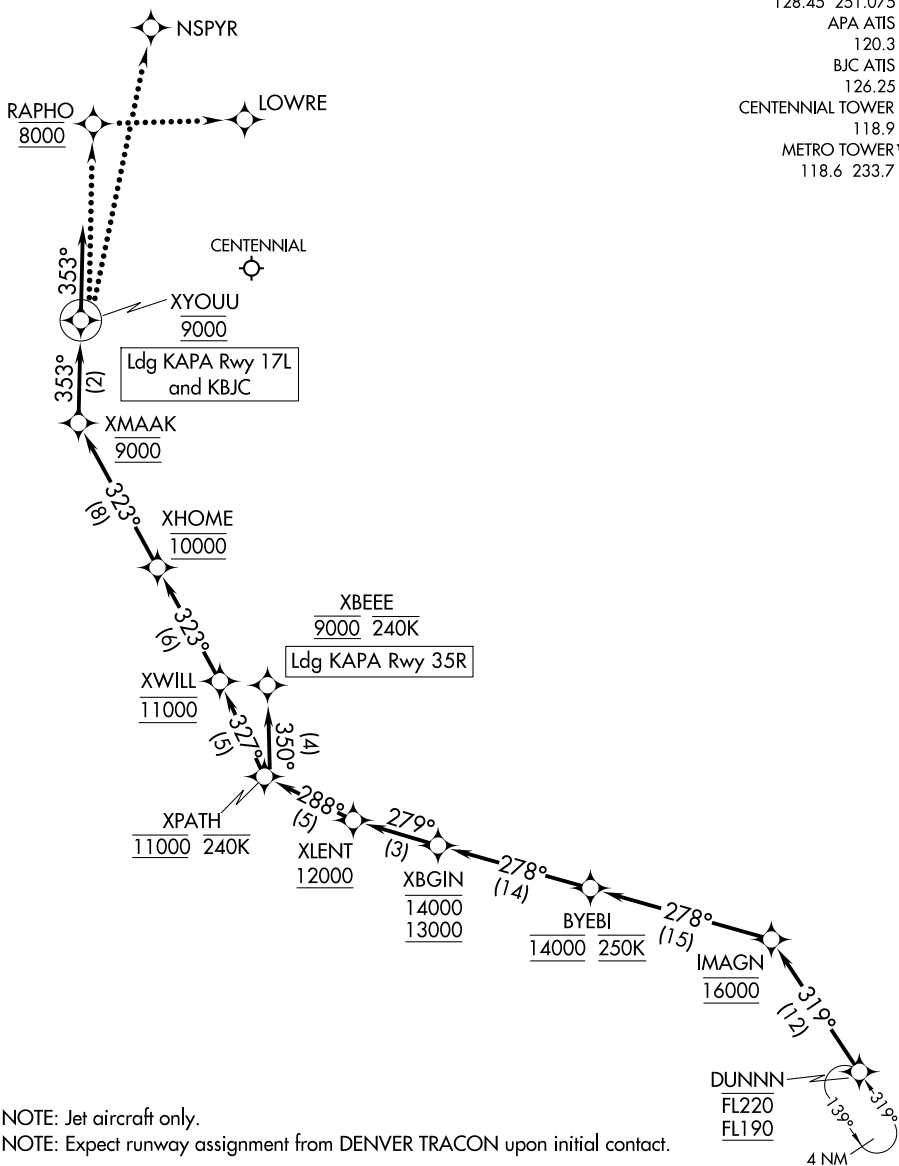 128.45 251.075
APA ATIS
120.3
BJC ATIS
126.25
CENTENNIAL TOWER
118.9
METRO TOWER*
118.6 233.7
NSPYR
RAPHO
8000
LOWRE
CENTENNIAL
353°
XYOUU
9000
Ldg KAPA Rwy 17L
and KBJC
353°
(2)
XMAAK
9000
323°
(8)
XHOME
10000
323°
(6)
XBEEE
9000 240K
Ldg KAPA Rwy 35R
XWILL
11000
327°
(5)
350°
(4)
XPATH
11000 240K
288°
(5)
XLENT
12000
279°
(3)
XBGIN
14000
13000
278°
(14)
BYEBI
14000 250K
278°
(15)
IMAGN
16000
319°
(12)
DUNNN
FL220
FL190
139°
319°
4 NM
NOTE: Jet aircraft only.
NOTE: Expect runway assignment from DENVER TRACON upon initial contact.